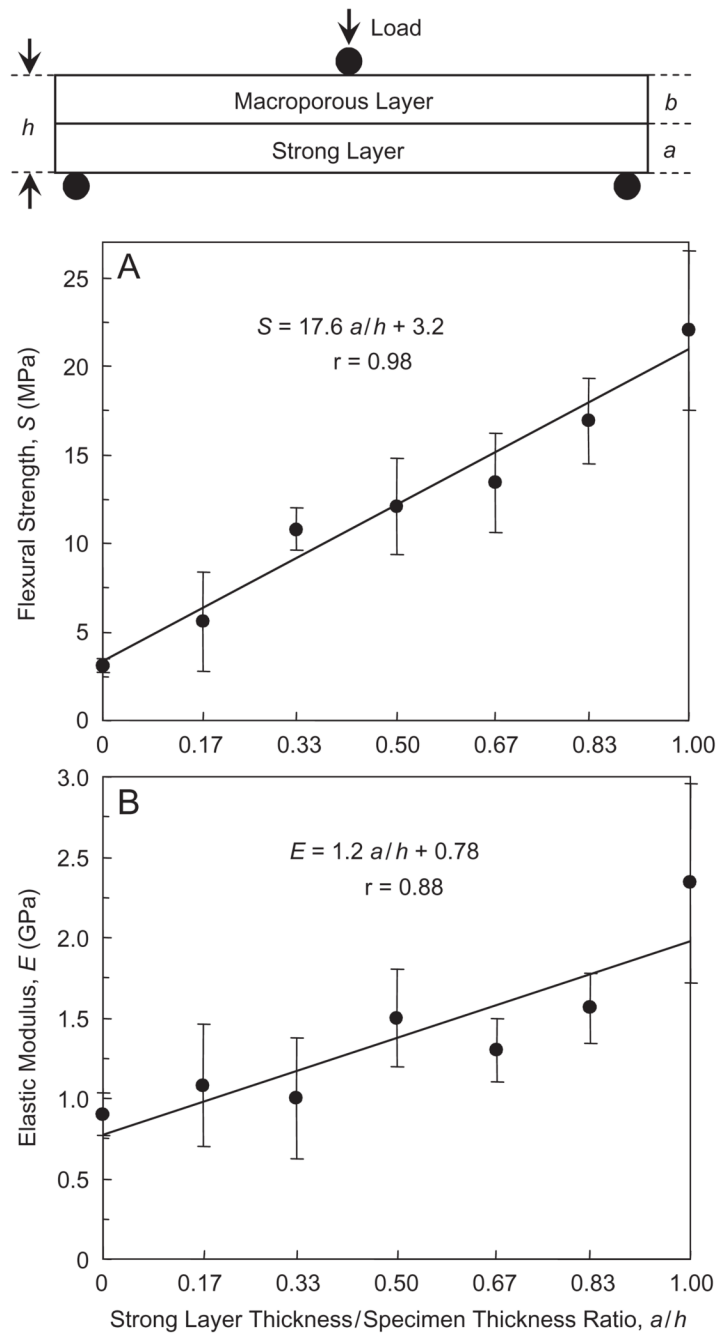 Load
Macroporous Layer
b
h
Strong Layer
a
A
25
S = 17.6 a/h + 3.2
r = 0.98
20
15
10
5
0
Flexural Strength, S (MPa)
0 0.17 0.33 0.50 0.67 0.83 1.00
3.0
B
E = 1.2 a/h + 0.78
r = 0.88
2.5
2.0
1.5
1.0
0.5
0
Elastic Modulus, E (GPa)
0 0.17 0.33 0.50 0.67 0.83 1.00
Strong Layer Thickness/Specimen Thickness Ratio, a/h